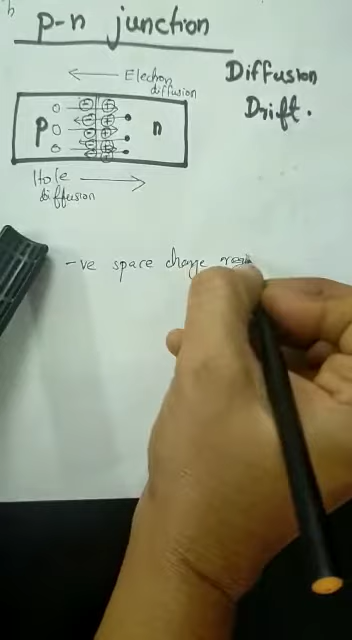 p-n junction
← Electron
diffusion
Diffusion
Drift.
p n
Hole →
diffusion
-ve space charge